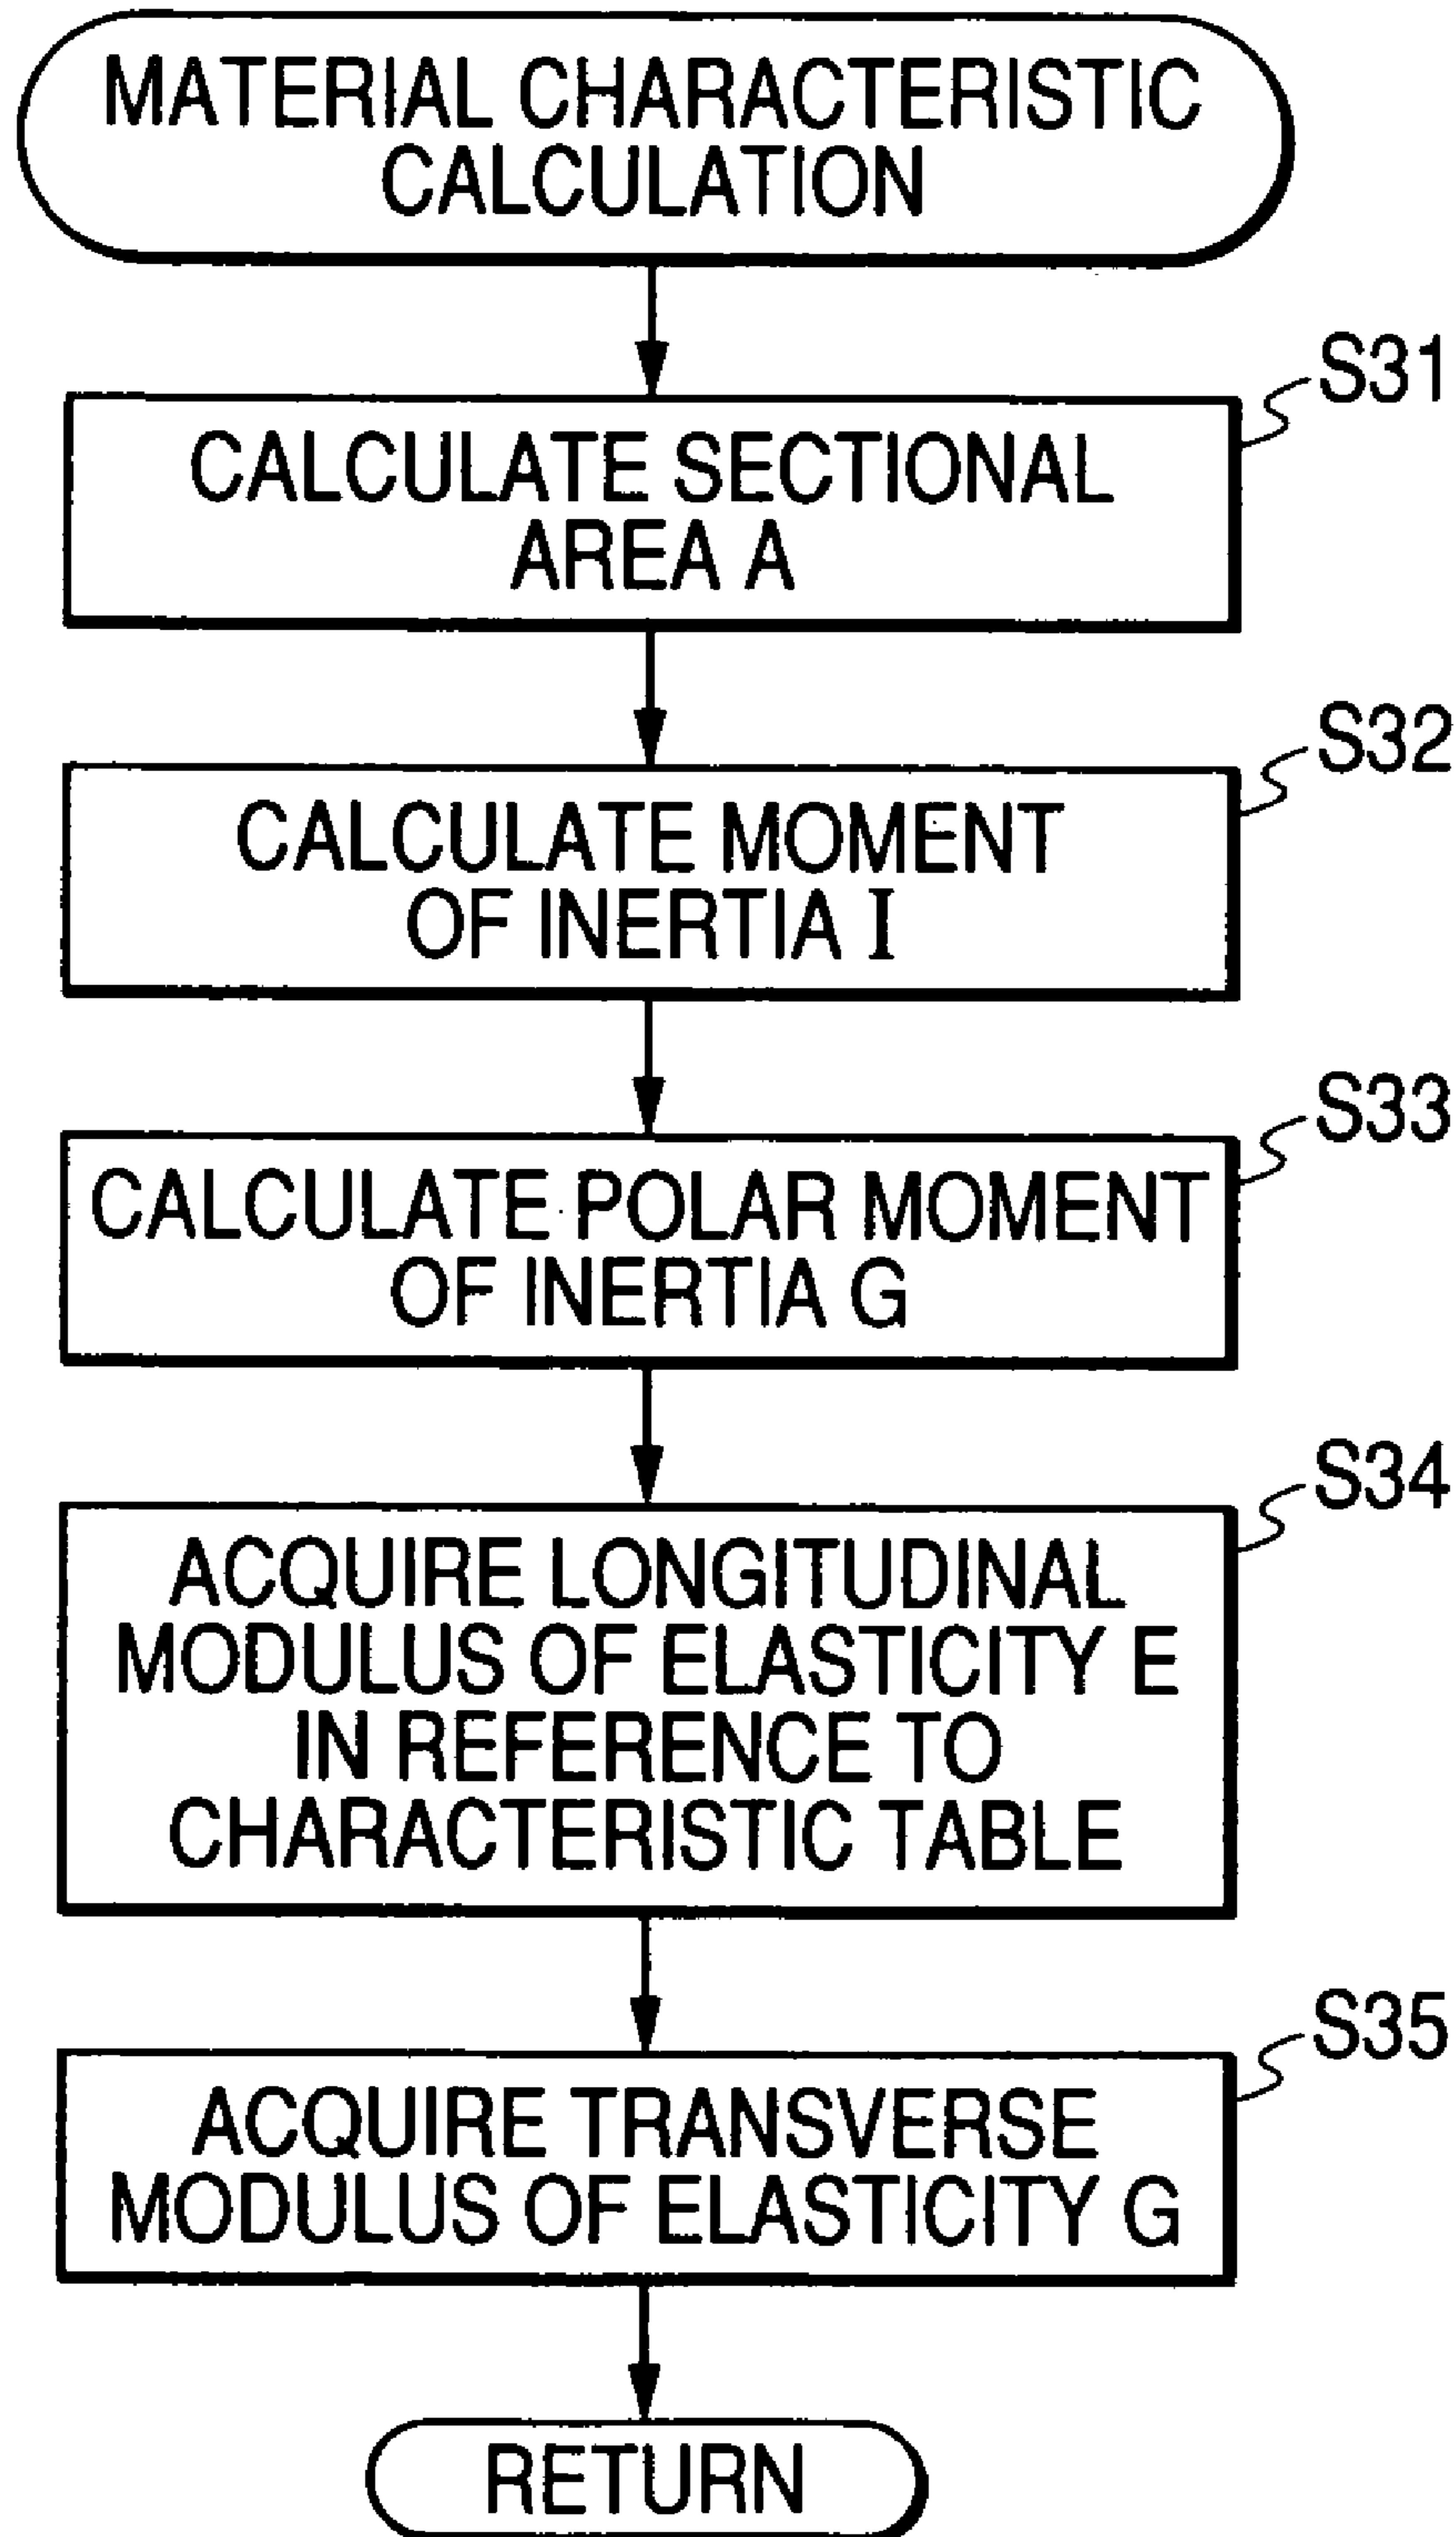 MATERIAL CHARACTERISTIC
CALCULATION
S31
CALCULATE SECTIONAL
AREA A
S32
CALCULATE MOMENT
OF INERTIA I
S33
CALCULATE POLAR MOMENT
OF INERTIA G
S34
ACQUIRE LONGITUDINAL
MODULUS OF ELASTICITY E
IN REFERENCE TO
CHARACTERISTIC TABLE
S35
ACQUIRE TRANSVERSE
MODULUS OF ELASTICITY G
RETURN